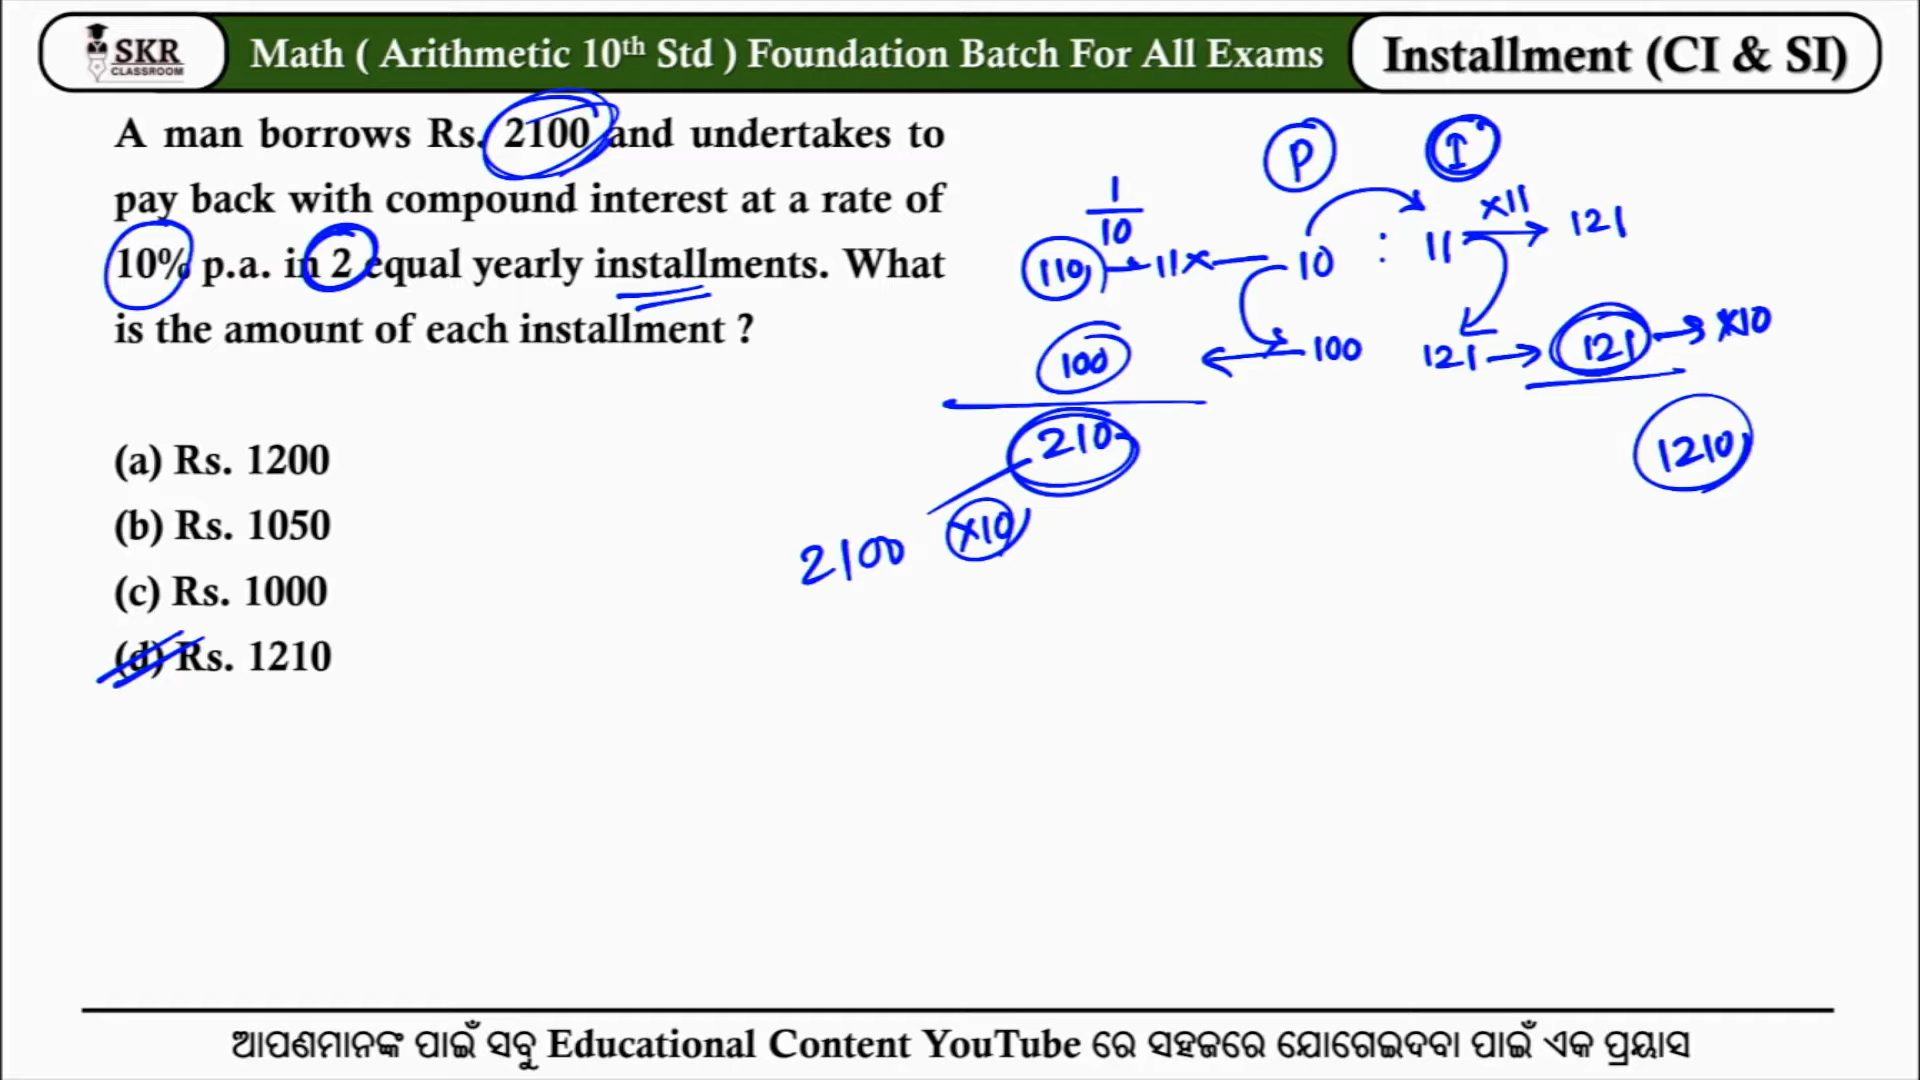 SKR
CLASSROOM
Math ( Arithmetic 10th Std ) Foundation Batch For All Exams
Installment (CI & SI)
A man borrows Rs. 2100 and undertakes to
pay back with compound interest at a rate of
10% p.a. in 2 equal yearly installments. What
is the amount of each installment ?
(a) Rs. 1200
(b) Rs. 1050
(c) Rs. 1000
(d) Rs. 1210
P I
1/10
110 11× 10 : 11 ×11 121
100 100 121 121 ×10
210 1210
2100 ×10
ଆପଣମାନଙ୍କ ପାଇଁ ସବୁ Educational Content YouTube ରେ ସହଜରେ ଯୋଗେଇଦବା ପାଇଁ ଏକ ପ୍ରୟାସ